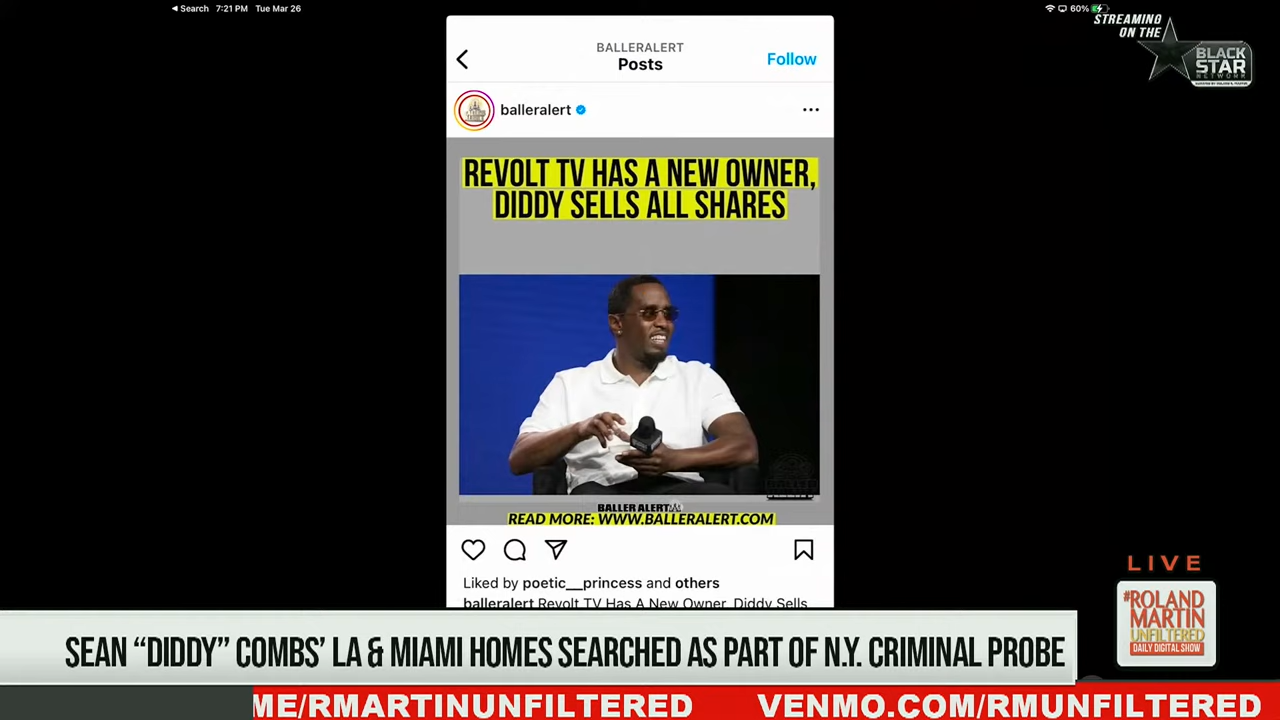 Search 7:21 PM Tue Mar 26
60%
STREAMING
ON THE
BLACK
STAR
NETWORK
BALLERALERT
Posts
Follow
balleralert
REVOLT TV HAS A NEW OWNER,
DIDDY SELLS ALL SHARES
BALLER ALERT
READ MORE: WWW.BALLERALERT.COM
Liked by poetic__princess and others
balleralert Revolt TV Has A New Owner, Diddy Sells
LIVE
#ROLAND
MARTIN
UNFILTERED
DAILY DIGITAL SHOW
SEAN “DIDDY” COMBS’ LA & MIAMI HOMES SEARCHED AS PART OF N.Y. CRIMINAL PROBE
ME/RMARTINUNFILTERED VENMO.COM/RMUNFILTERED